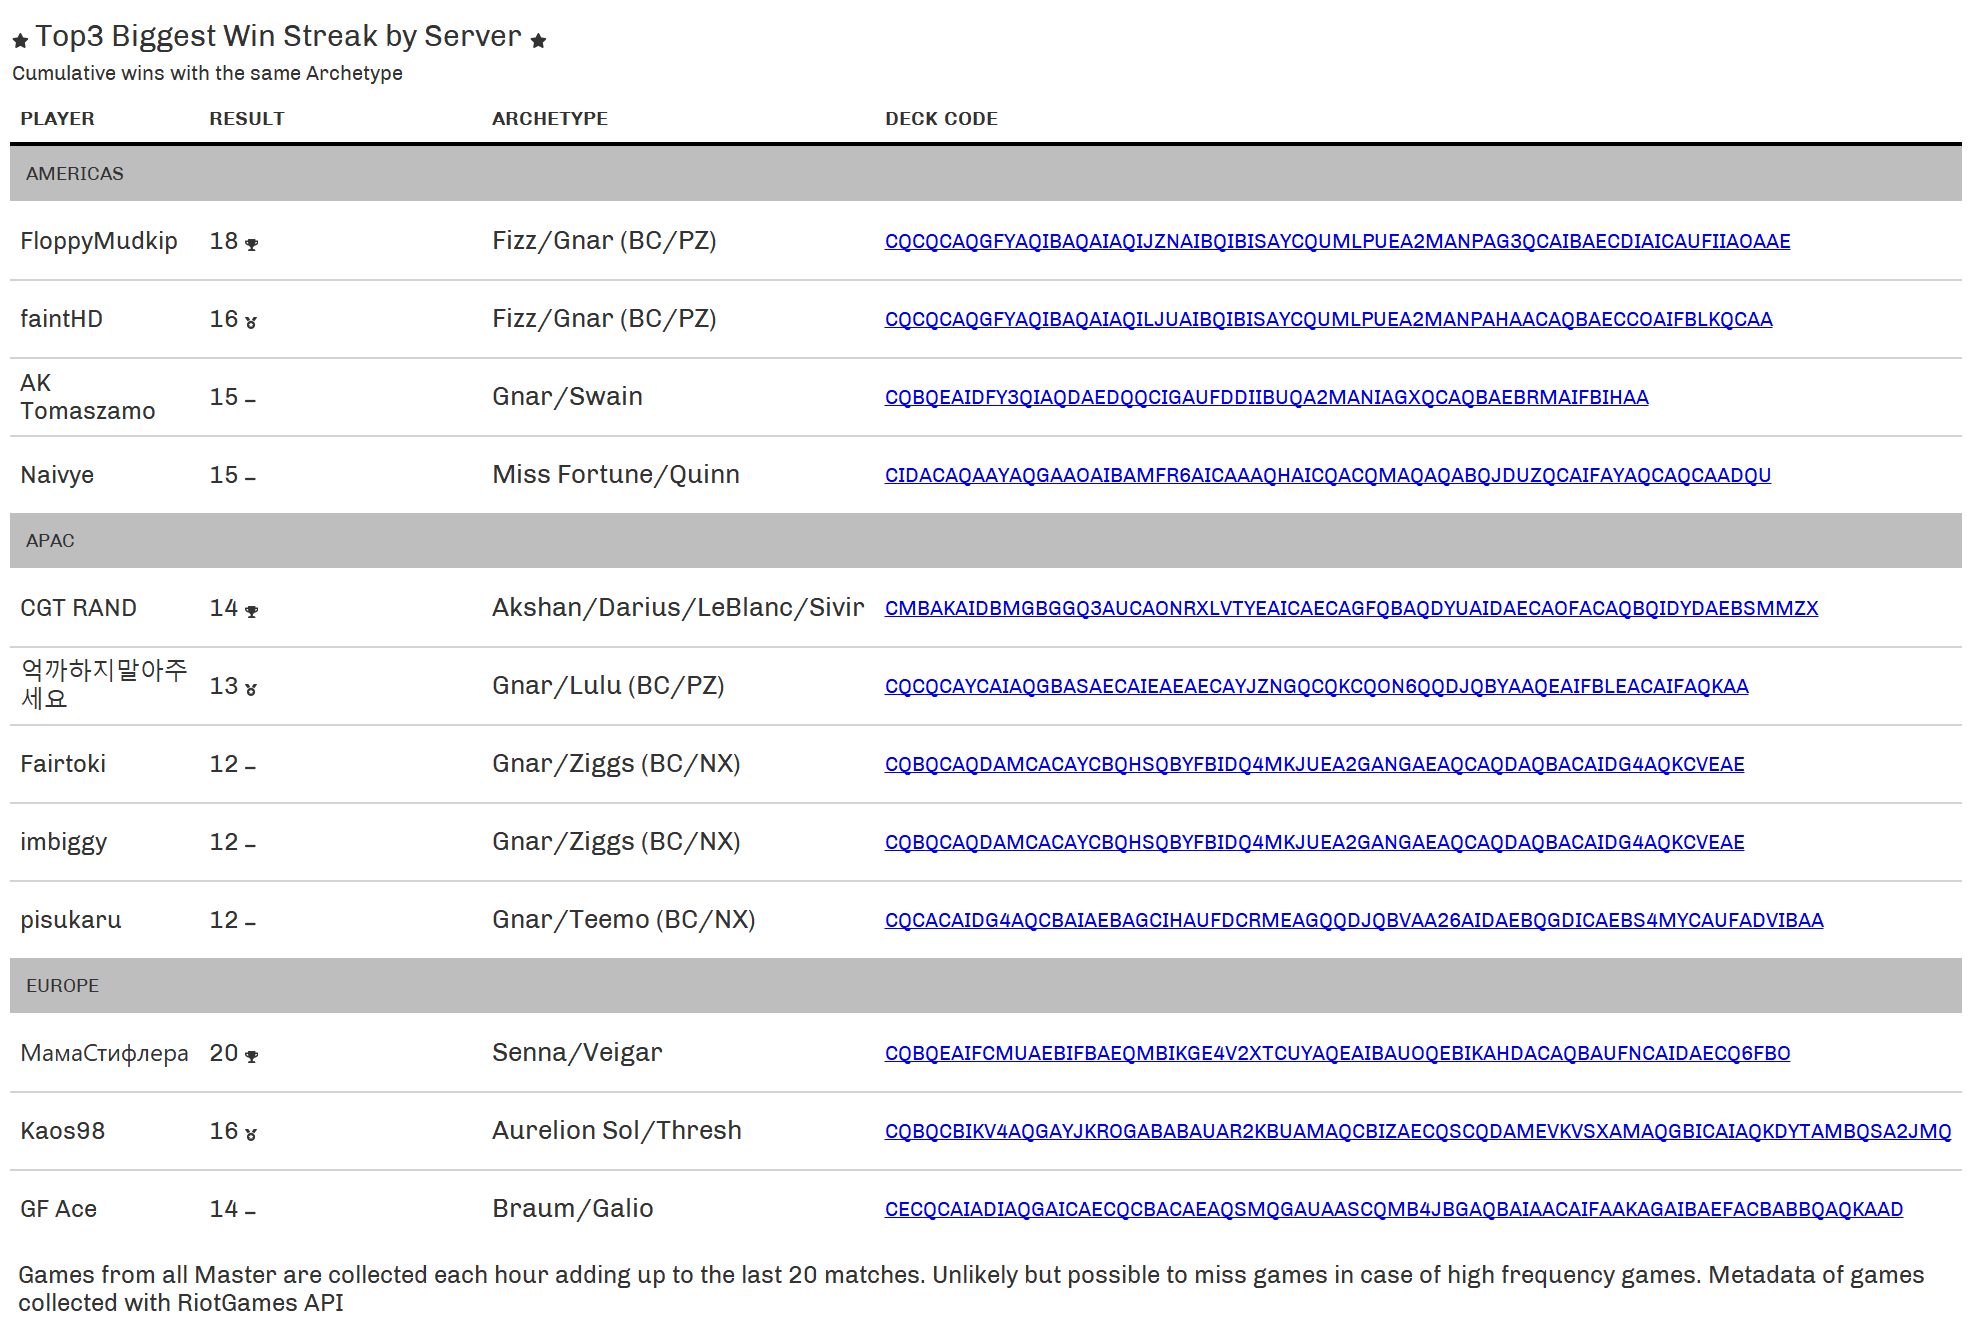 ★ Top3 Biggest Win Streak by Server ★
Cumulative wins with the same Archetype
PLAYER RESULT ARCHETYPE DECK CODE
AMERICAS
FloppyMudkip 18 Fizz/Gnar (BC/PZ) CQCQCAQGFYAQIBAQAIAQIJZNAIBQIBISAYCQUMLPUEA2MANPAG3QCAIBAECDIAICAUFIIAOAAE
faintHD 16 Fizz/Gnar (BC/PZ) CQCQCAQGFYAQIBAQAIAQILJUAIBQIBISAYCQUMLPUEA2MANPAHAACAQBAECCOAIFBLKQCAA
AK
Tomaszamo 15 – Gnar/Swain CQBQEAIDFY3QIAQDAEDQQCIGAUFDDIIBUQA2MANIAGXQCAQBAEBRMAIFBIHAA
Naivye 15 – Miss Fortune/Quinn CIDACAQAAYAQGAAOAIBAMFR6AICAAAQHAICQACQMAQAQABQJDUZQCAIFAYAQCAQCAADQU
APAC
CGT RAND 14 Akshan/Darius/LeBlanc/Sivir CMBAKAIDBMGBGGQ3AUCAONRXLVTYEAICAECAGFQBAQDYUAIDAECAOFACAQBQIDYDAEBSMMZX
억까하지말아주
세요 13 Gnar/Lulu (BC/PZ) CQCQCAYCAIAQGBASAECAIEAEAECAYJZNGQCQKCQON6QQDJQBYAAQEAIFBLEACAIFAQKAA
Fairtoki 12 – Gnar/Ziggs (BC/NX) CQBQCAQDAMCACAYCBQHSQBYFBIDQ4MKJUEA2GANGAEAQCAQDAQBACAIDG4AQKCVEAE
imbiggy 12 – Gnar/Ziggs (BC/NX) CQBQCAQDAMCACAYCBQHSQBYFBIDQ4MKJUEA2GANGAEAQCAQDAQBACAIDG4AQKCVEAE
pisukaru 12 – Gnar/Teemo (BC/NX) CQCACAIDG4AQCBAIAEBAGCIHAUFDCRMEAGQQDJQBVAA26AIDAEBQGDICAEBS4MYCAUFADVIBAA
EUROPE
МамаСтифлера 20 Senna/Veigar CQBQEAIFCMUAEBIFBAEQMBIKGE4V2XTCUYAQEAIBAUOQEBIKAHDACAQBAUFNCAIDAECQ6FBO
Kaos98 16 Aurelion Sol/Thresh CQBQCBIKV4AQGAYJKROGABABAUAR2KBUAMAQCBIZAECQSCQDAMEVKVSXAMAQGBICAIAQKDYTAMBQSA2JMQ
GF Ace 14 – Braum/Galio CECQCAIADIAQGAICAECQCBACAEAQSMQGAUAASCQMB4JBGAQBAIAACAIFAAKAGAIBAEFACBABBQAQKAAD
Games from all Master are collected each hour adding up to the last 20 matches. Unlikely but possible to miss games in case of high frequency games. Metadata of games
collected with RiotGames API